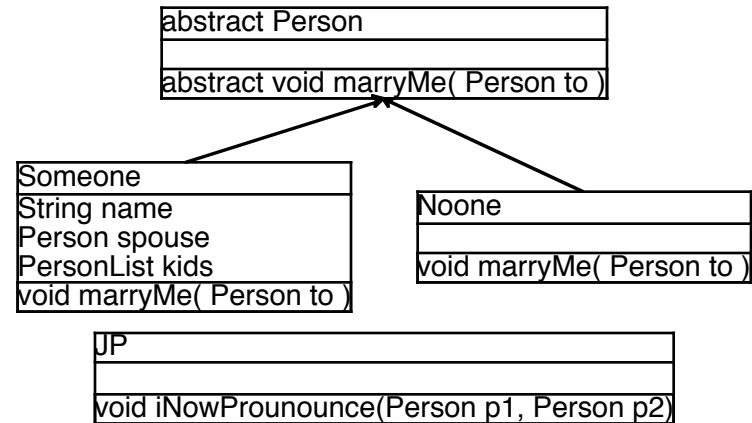 abstract Person
abstract void marryMe( Person to )
Someone
String name
Person spouse
PersonList kids
void marryMe( Person to )
Noone
void marryMe( Person to )
JP
void iNowProunounce(Person p1, Person p2)